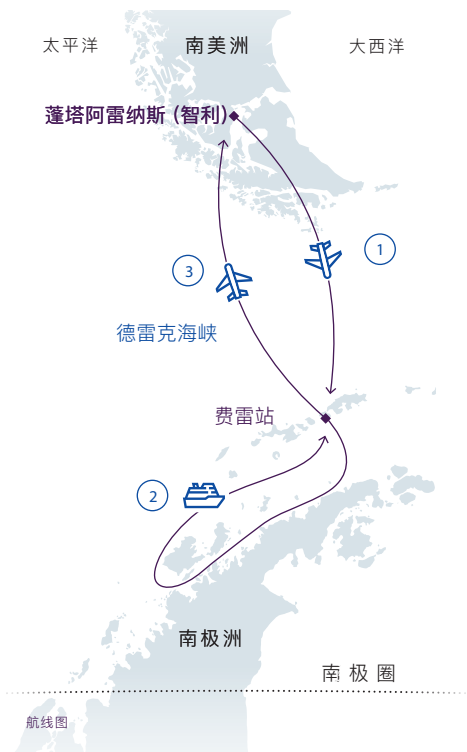 太平洋
南美洲
大西洋
蓬塔阿雷纳斯（智利）
1
3
德雷克海峡
费雷站
2
南极洲
南极圈
航线图